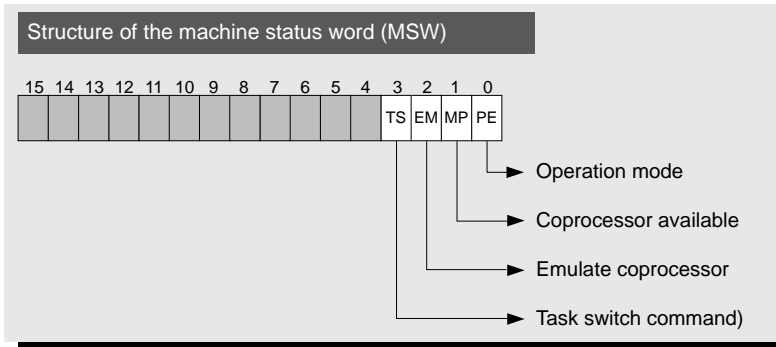 Structure of the machine status word (MSW)
15 14 13 12 11 10 9 8 7 6 5 4 3 2 1 0
TS EM MP PE
Operation mode
Coprocessor available
Emulate coprocessor
Task switch command)